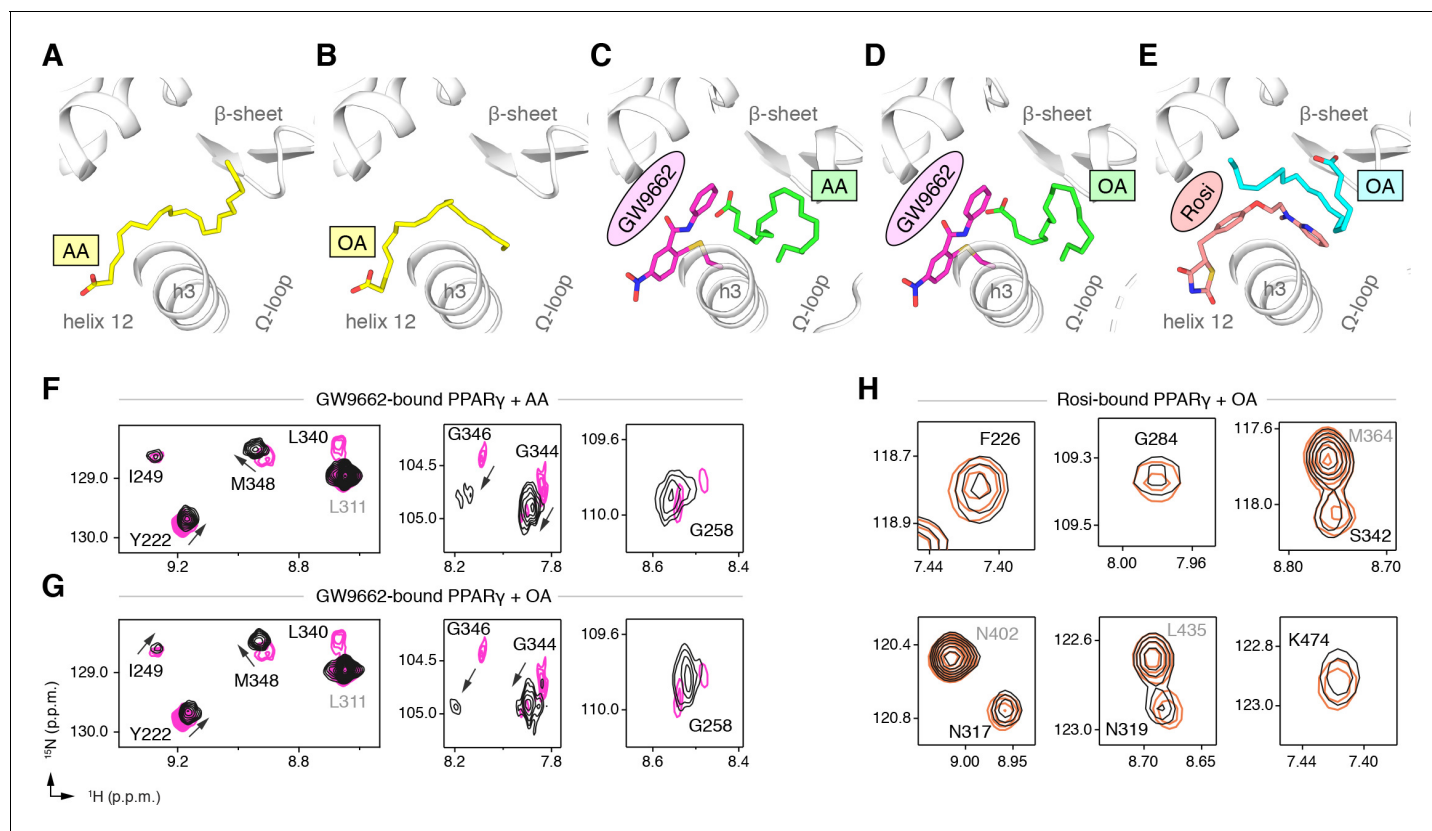 A
B
C
D
E
β-sheet
AA
h3
helix 12
Ω-loop
β-sheet
OA
h3
helix 12
Ω-loop
β-sheet
GW9662
AA
h3
Ω-loop
β-sheet
GW9662
OA
h3
Ω-loop
β-sheet
Rosi
OA
h3
helix 12
Ω-loop
F
GW9662-bound PPARγ + AA
129.0
130.0
9.2
8.8
I249
Y222
M348
L340
L311
104.5
105.0
8.2
7.8
G346
G344
109.6
110.0
8.6
8.4
G258
G
GW9662-bound PPARγ + OA
129.0
130.0
9.2
8.8
I249
Y222
M348
L340
L311
104.5
105.0
8.2
7.8
G346
G344
109.6
110.0
8.6
8.4
G258
15N (p.p.m.)
1H (p.p.m.)
H
Rosi-bound PPARγ + OA
118.7
118.9
7.44
7.40
F226
109.3
109.5
8.00
7.96
G284
117.6
118.0
8.80
8.70
M364
S342
120.4
120.8
9.00
8.95
N402
N317
122.6
123.0
8.70
8.65
L435
N319
122.8
123.0
7.44
7.40
K474